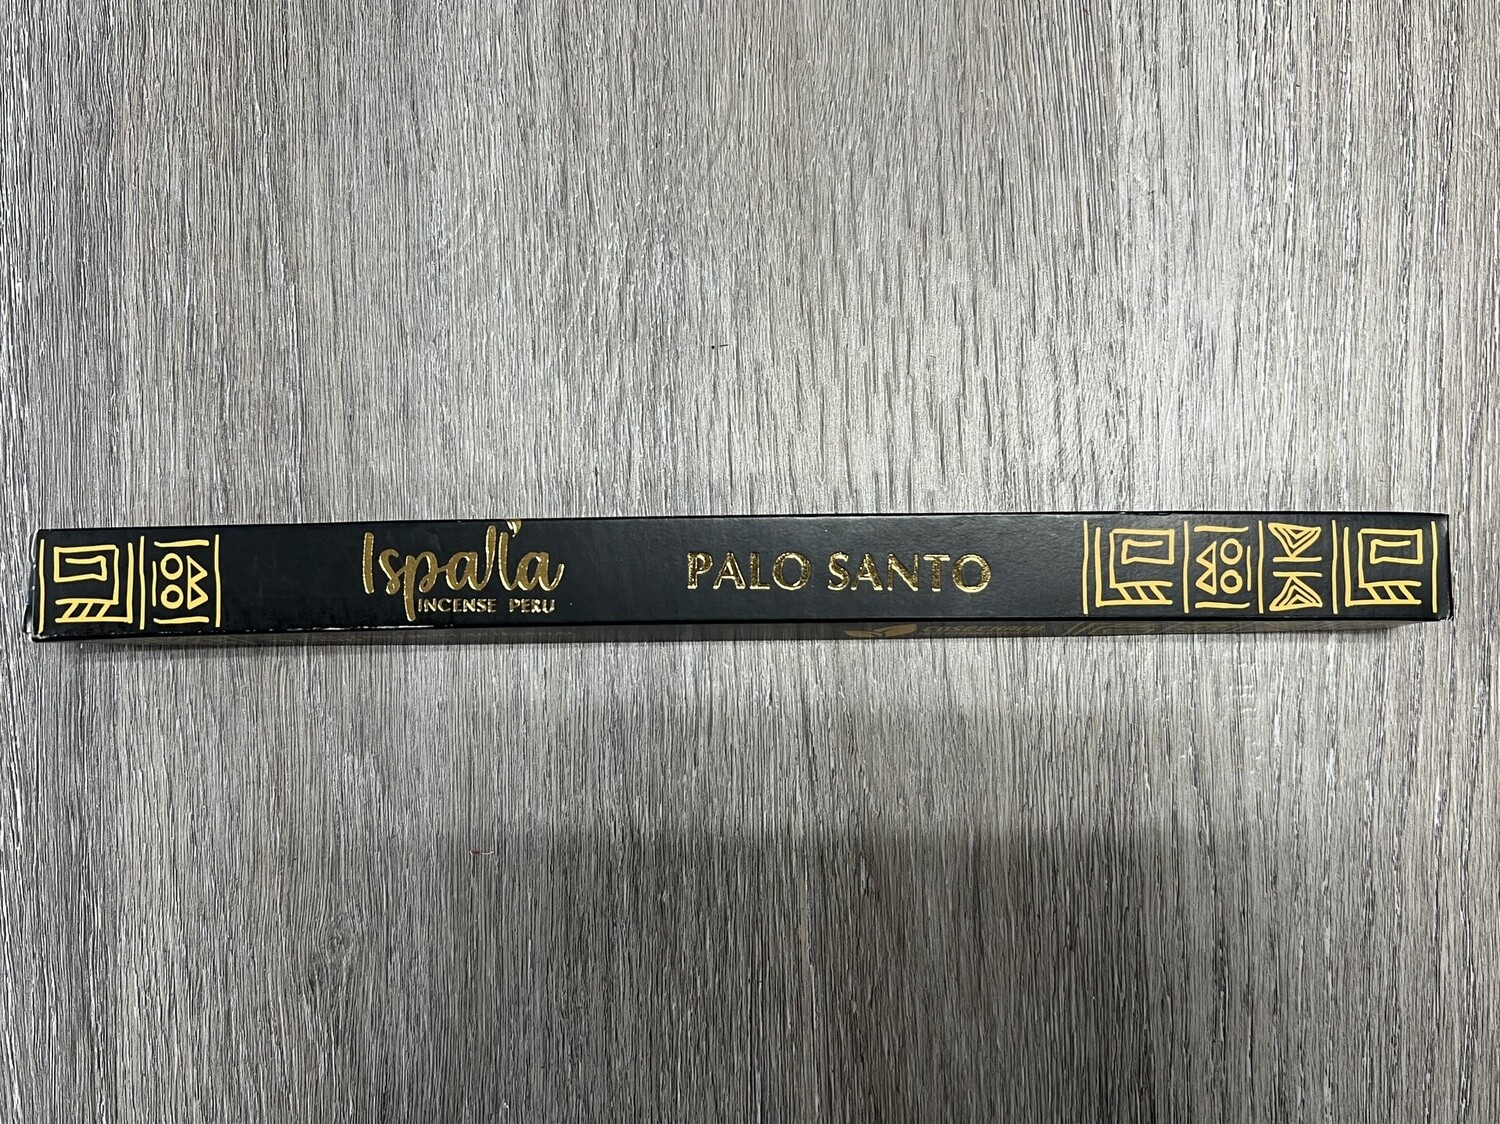 Ispalla
INCENSE PERU
PALO SANTO